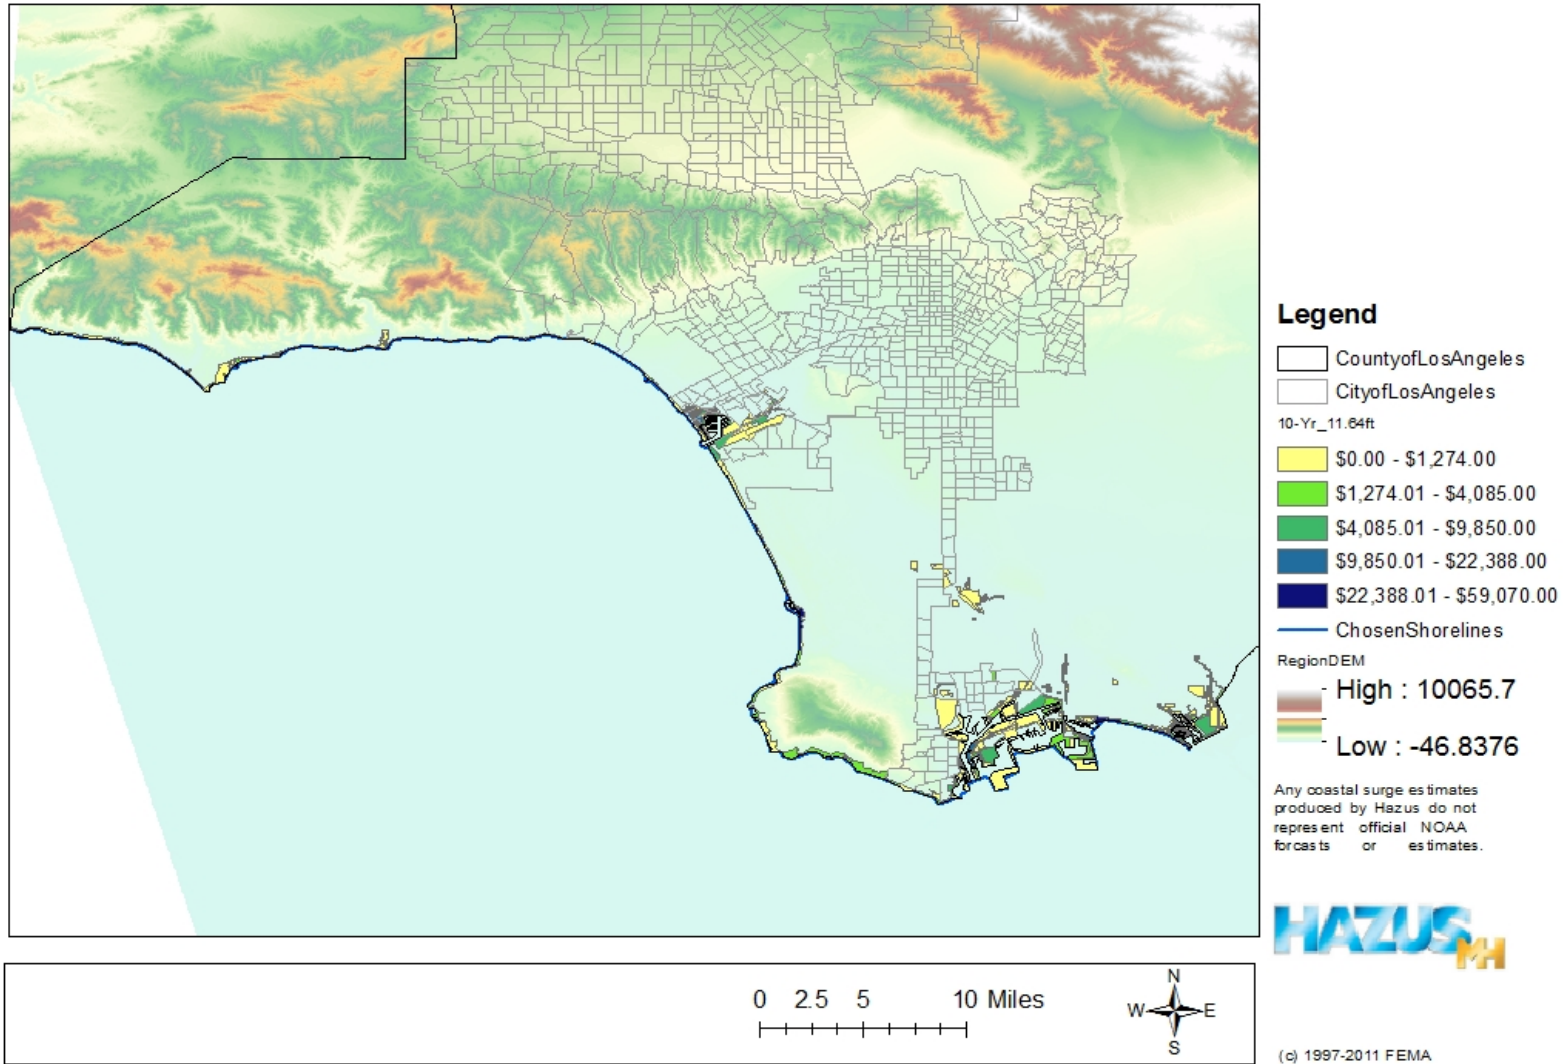 Legend
CountyofLosAngeles
CityofLosAngeles
10-Yr_11.64ft
$0.00 - $1,274.00
$1,274.01 - $4,085.00
$4,085.01 - $9,850.00
$9,850.01 - $22,388.00
$22,388.01 - $59,070.00
ChosenShorelines
RegionDEM
High : 10065.7
Low : -46.8376
Any coastal surge estimates
produced by Hazus do not
represent official NOAA
forcasts or estimates.
HAZUS
MH
0 2.5 5 10 Miles
N
W E
S
(c) 1997-2011 FEMA